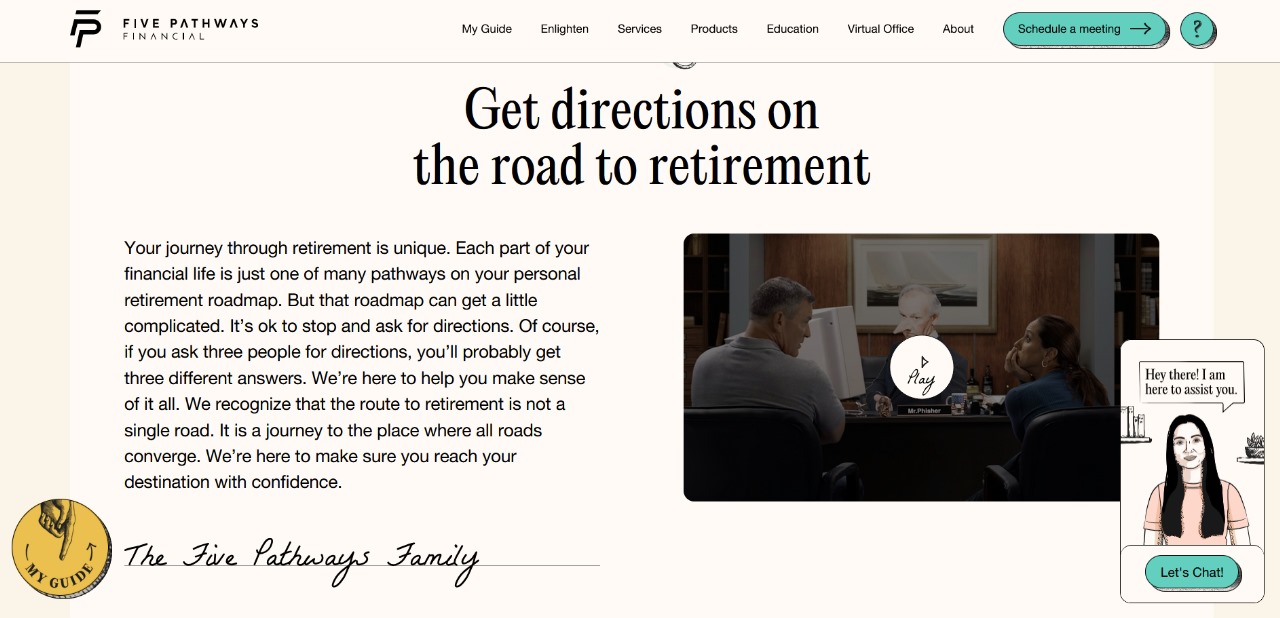 FIVE PATHWAYS
FINANCIAL
My Guide
Enlighten
Services
Products
Education
Virtual Office
About
Schedule a meeting
?
Get directions on
the road to retirement
Your journey through retirement is unique. Each part of your
financial life is just one of many pathways on your personal
retirement roadmap. But that roadmap can get a little
complicated. It’s ok to stop and ask for directions. Of course,
if you ask three people for directions, you’ll probably get
three different answers. We’re here to help you make sense
of it all. We recognize that the route to retirement is not a
single road. It is a journey to the place where all roads
converge. We’re here to make sure you reach your
destination with confidence.
The Five Pathways Family
MY GUIDE
Play
Mr.Phisher
Hey there! I am
here to assist you.
Let's Chat!